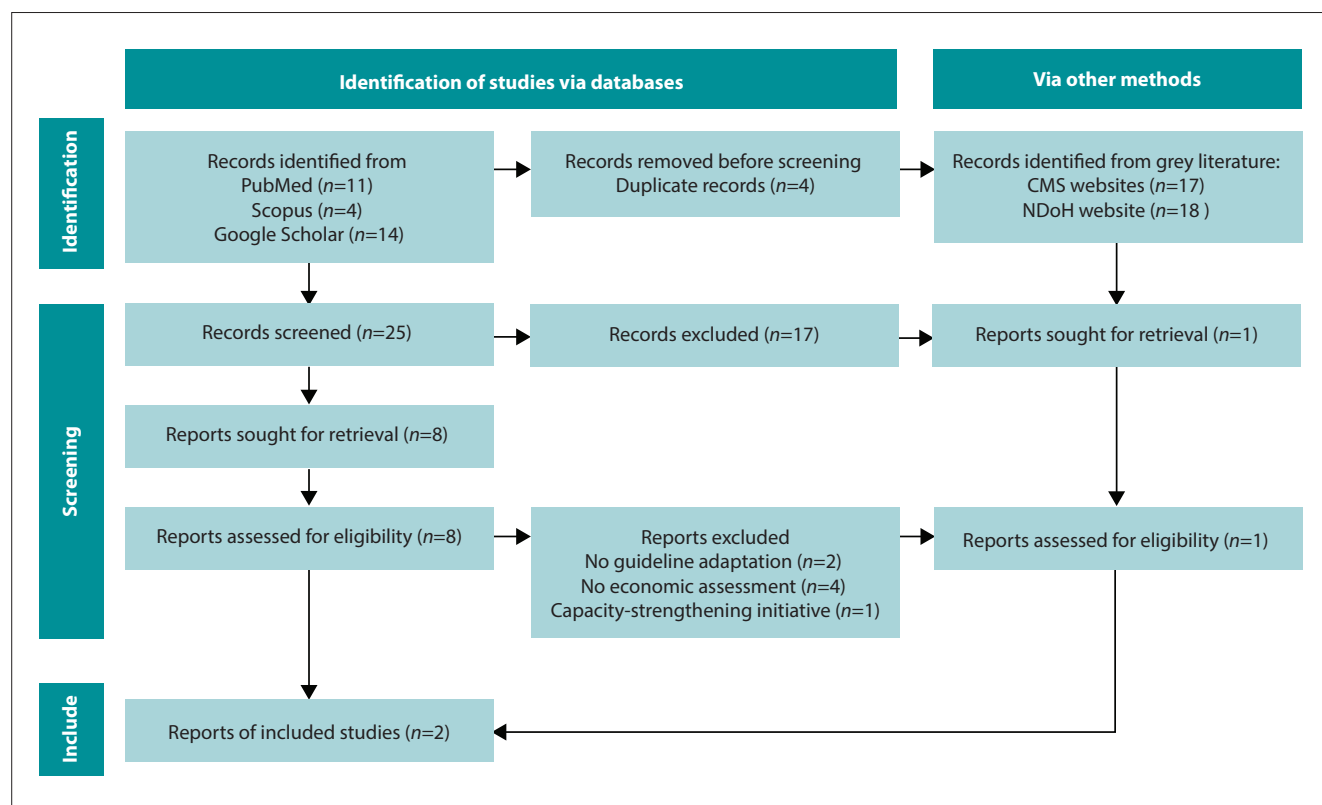 Identification of studies via databases
Via other methods
Identification
Records identified from
PubMed (n=11)
Scopus (n=4)
Google Scholar (n=14)
Records removed before screening
Duplicate records (n=4)
Records identified from grey literature:
CMS websites (n=17)
NDoH website (n=18 )
Screening
Records screened (n=25)
Records excluded (n=17)
Reports sought for retrieval (n=1)
Reports sought for retrieval (n=8)
Reports assessed for eligibility (n=8)
Reports excluded
No guideline adaptation (n=2)
No economic assessment (n=4)
Capacity-strengthening initiative (n=1)
Reports assessed for eligibility (n=1)
Include
Reports of included studies (n=2)